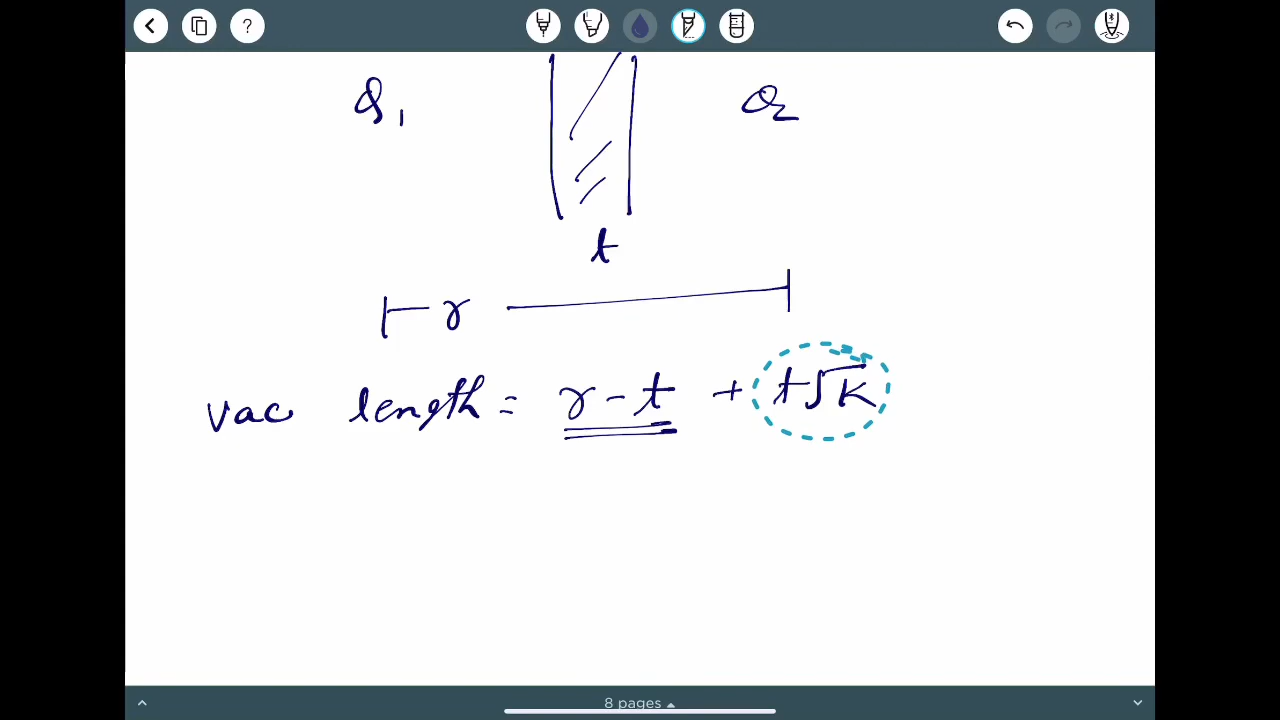 ?
Q₁ Q₂
t
r
vac length = r - t + t√K
8 pages